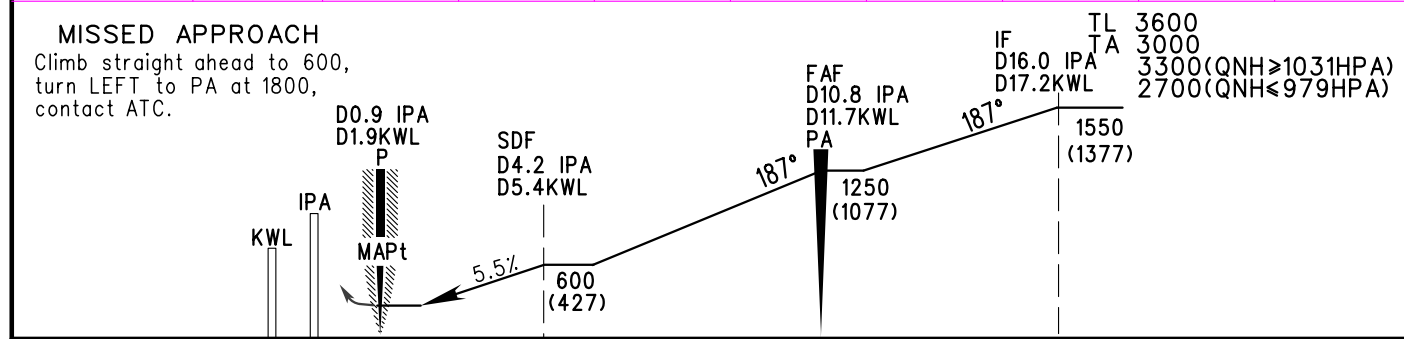 MISSED APPROACH
Climb straight ahead to 600,
turn LEFT to PA at 1800,
contact ATC.
KWL
IPA
D0.9 IPA
D1.9KWL
P
MAPt
5.5%
SDF
D4.2 IPA
D5.4KWL
600
(427)
187°
FAF
D10.8 IPA
D11.7KWL
PA
1250
(1077)
187°
IF
D16.0 IPA
D17.2KWL
1550
(1377)
TL 3600
TA 3000
3300(QNH≥1031HPA)
2700(QNH≤979HPA)